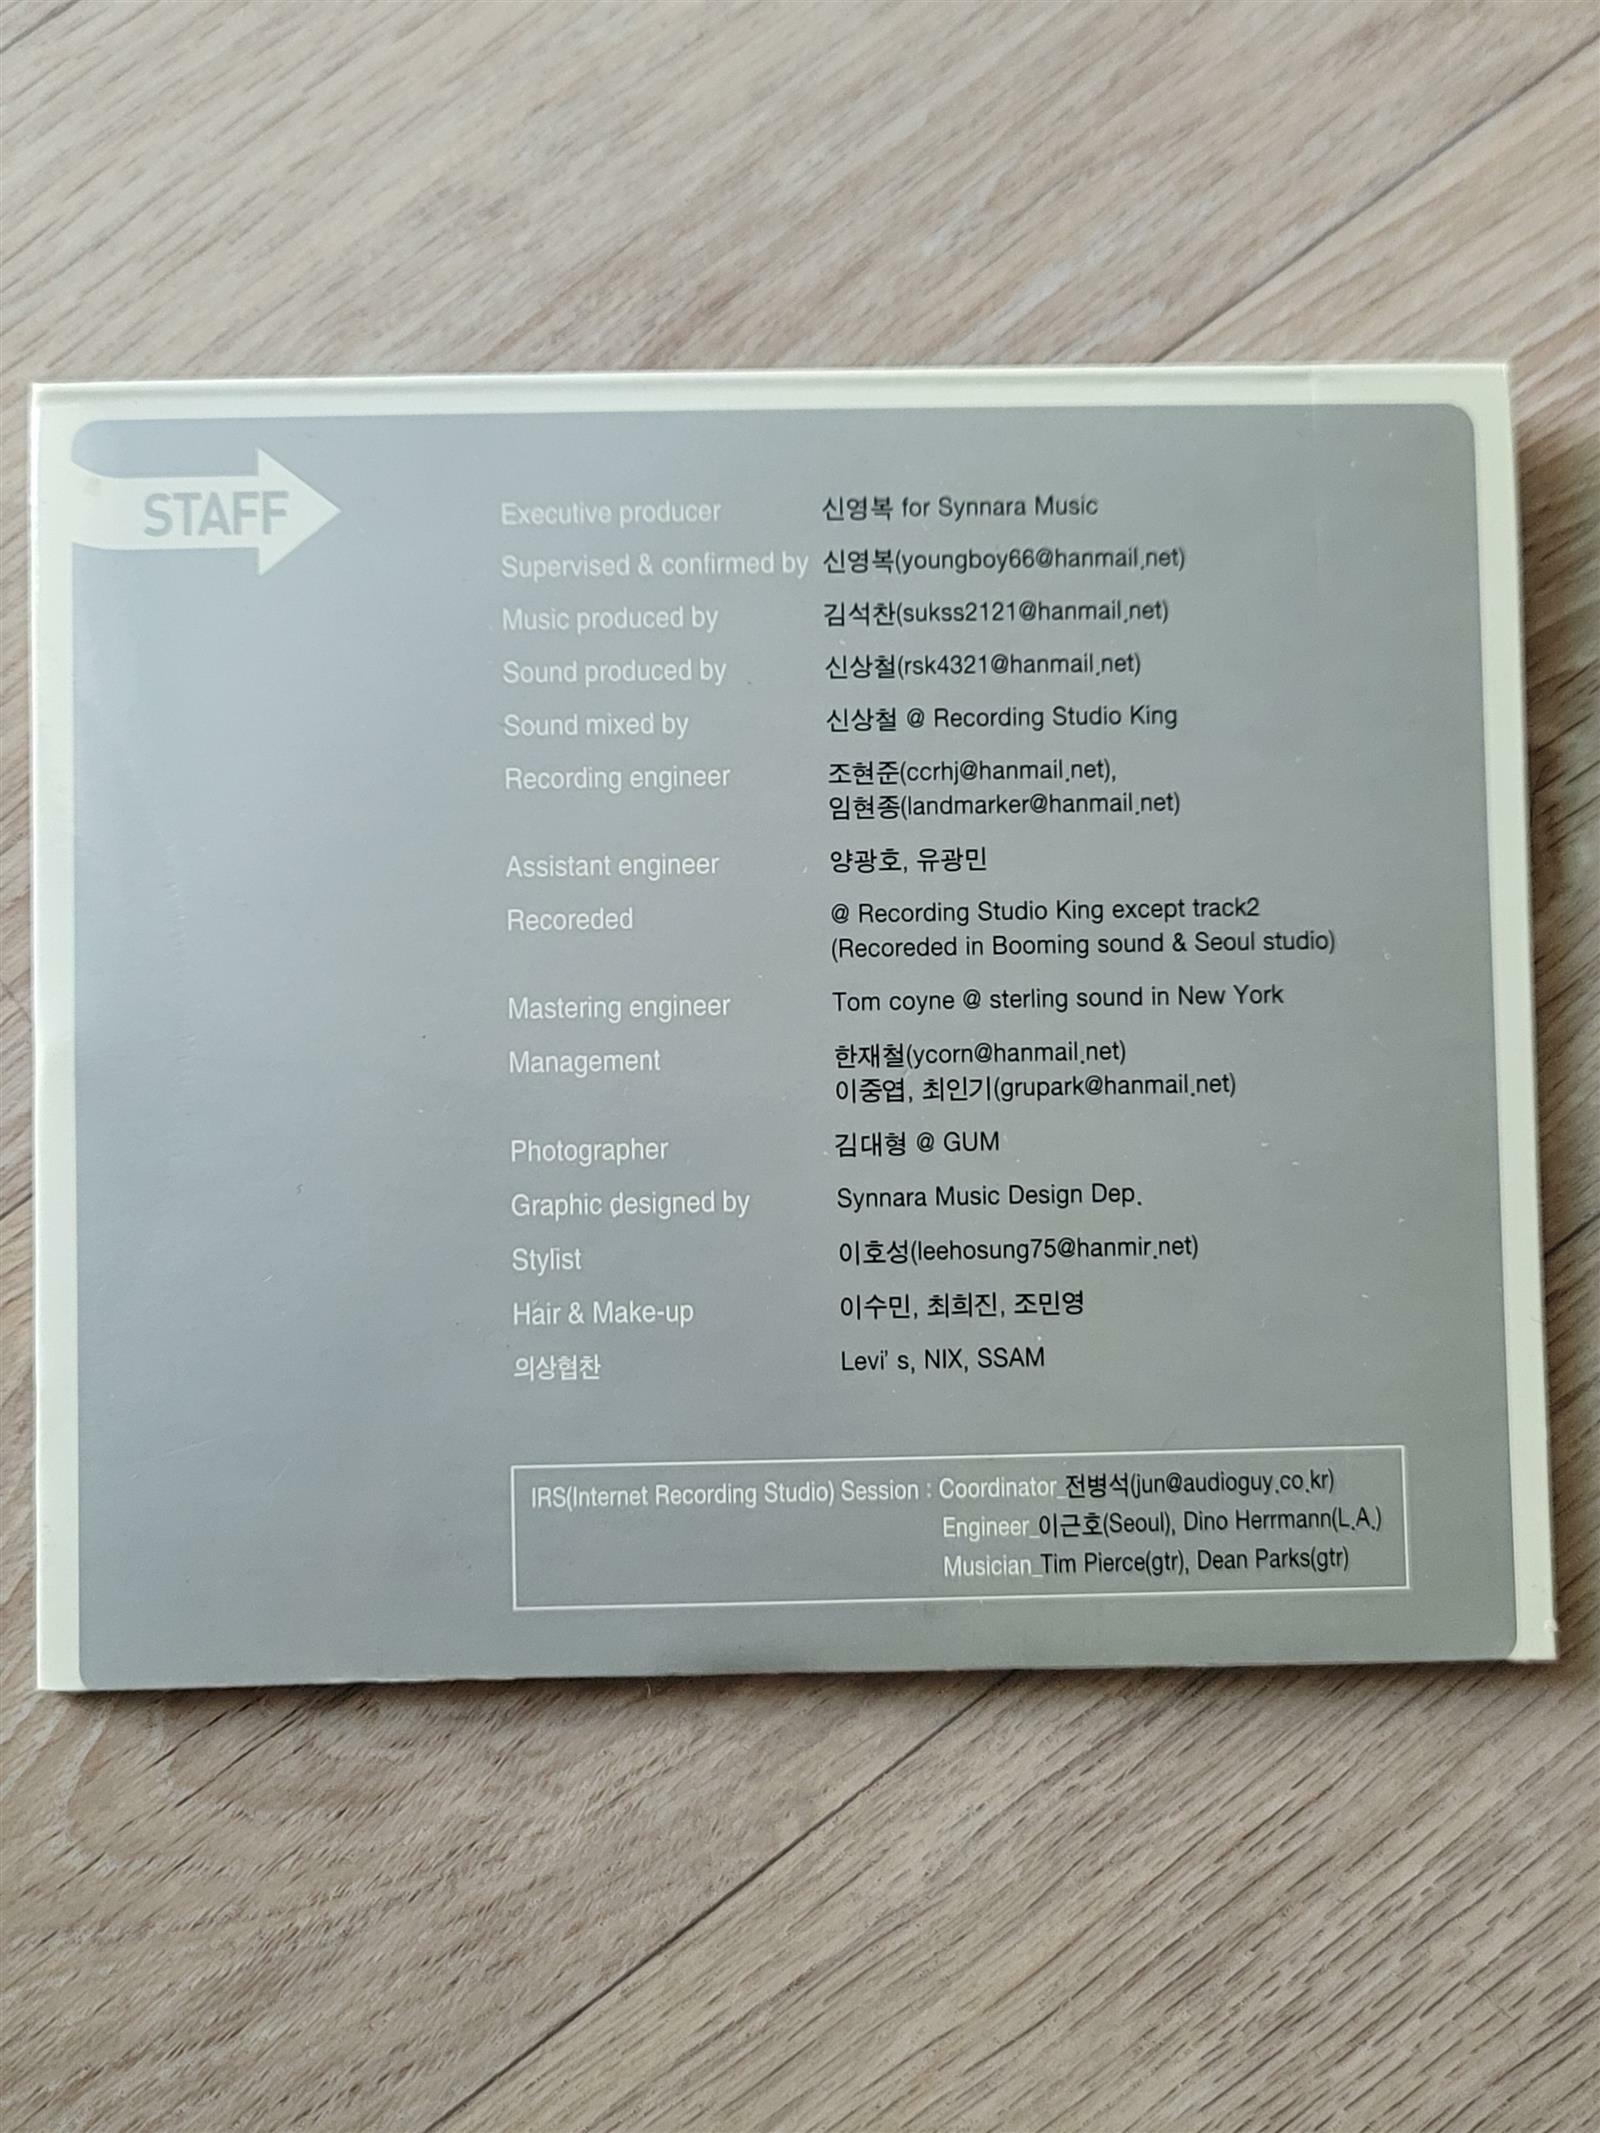 STAFF
Executive producer 신영복 for Synnara Music
Supervised & confirmed by 신영복(youngboy66@hanmail.net)
Music produced by 김석찬(sukss2121@hanmail.net)
Sound produced by 신상철(rsk4321@hanmail.net)
Sound mixed by 신상철 @ Recording Studio King
Recording engineer 조현준(ccrhj@hanmail.net),
임현종(landmarker@hanmail.net)
Assistant engineer 양광호, 유광민
Recoreded @ Recording Studio King except track2
(Recoreded in Booming sound & Seoul studio)
Mastering engineer Tom coyne @ sterling sound in New York
Management 한재철(ycorn@hanmail.net)
이중엽, 최인기(grupark@hanmail.net)
Photographer 김대형 @ GUM
Graphic designed by Synnara Music Design Dep.
Stylist 이호성(leehosung75@hanmir.net)
Hair & Make-up 이수민, 최희진, 조민영
의상협찬 Levi' s, NIX, SSAM
IRS(Internet Recording Studio) Session : Coordinator_전병석(jun@audioguy.co.kr)
Engineer_이근호(Seoul), Dino Herrmann(L.A.)
Musician_Tim Pierce(gtr), Dean Parks(gtr)